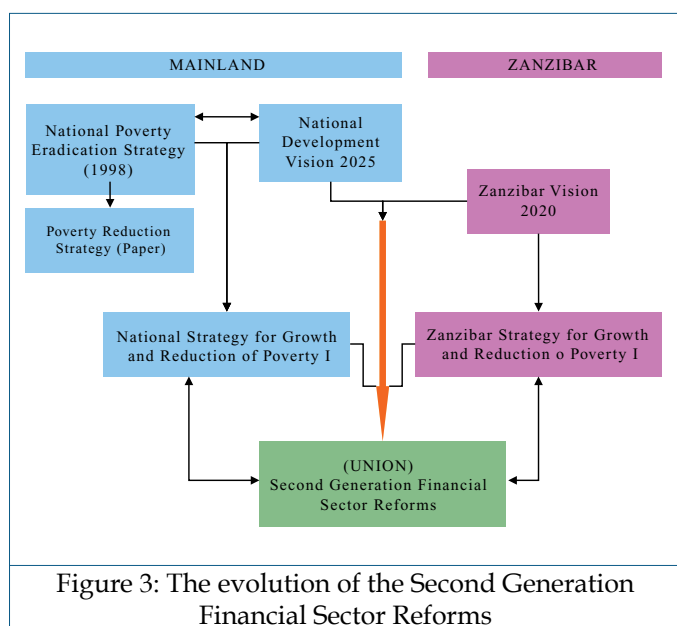 MAINLAND
ZANZIBAR
National Poverty
Eradication Strategy
(1998)
National
Development
Vision 2025
Zanzibar Vision
2020
Poverty Reduction
Strategy (Paper)
National Strategy for Growth
and Reduction of Poverty I
Zanzibar Strategy for Growth
and Reduction o Poverty I
(UNION)
Second Generation Financial
Sector Reforms
Figure 3: The evolution of the Second Generation
Financial Sector Reforms